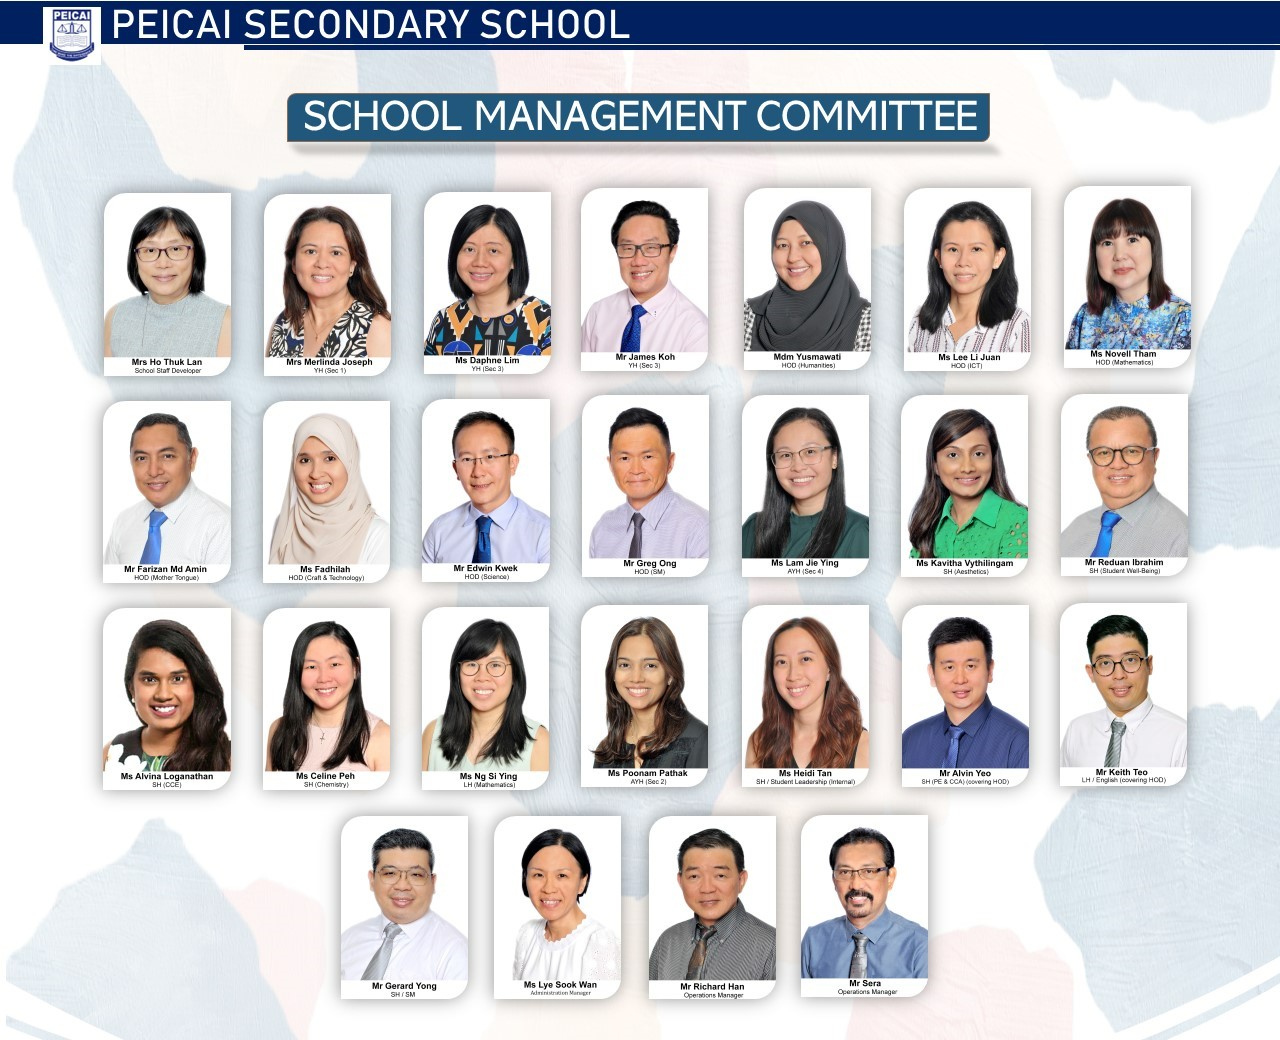 PEICAI
PEICAI SECONDARY SCHOOL
SCHOOL MANAGEMENT COMMITTEE
Mrs Ho Thuk Lan
School Staff Developer
Mrs Merlinda Joseph
YH (Sec 1)
Ms Daphne Lim
YH (Sec 3)
Mr James Koh
YH (Sec 3)
Mdm Yusmawati
HOD (Humanities)
Ms Lee Li Juan
HOD (ICT)
Ms Novell Tham
HOD (Mathematics)
Mr Farizan Md Amin
HOD (Mother Tongue)
Ms Fadhilah
HOD (Craft & Technology)
Mr Edwin Kwek
HOD (Science)
Mr Greg Ong
HOD (SM)
Ms Lam Jie Ying
AYH (Sec 4)
Ms Kavitha Vythilingam
SH (Aesthetics)
Mr Reduan Ibrahim
SH (Student Well-Being)
Ms Alvina Loganathan
SH (CCE)
Ms Celine Peh
SH (Chemistry)
Ms Ng Si Ying
LH (Mathematics)
Ms Poonam Pathak
AYH (Sec 2)
Ms Heidi Tan
SH / Student Leadership (Internal)
Mr Alvin Yeo
SH (PE & CCA) (covering HOD)
Mr Keith Teo
LH / English (covering HOD)
Mr Gerard Yong
SH / SM
Ms Lye Sook Wan
Administration Manager
Mr Richard Han
Operations Manager
Mr Sera
Operations Manager